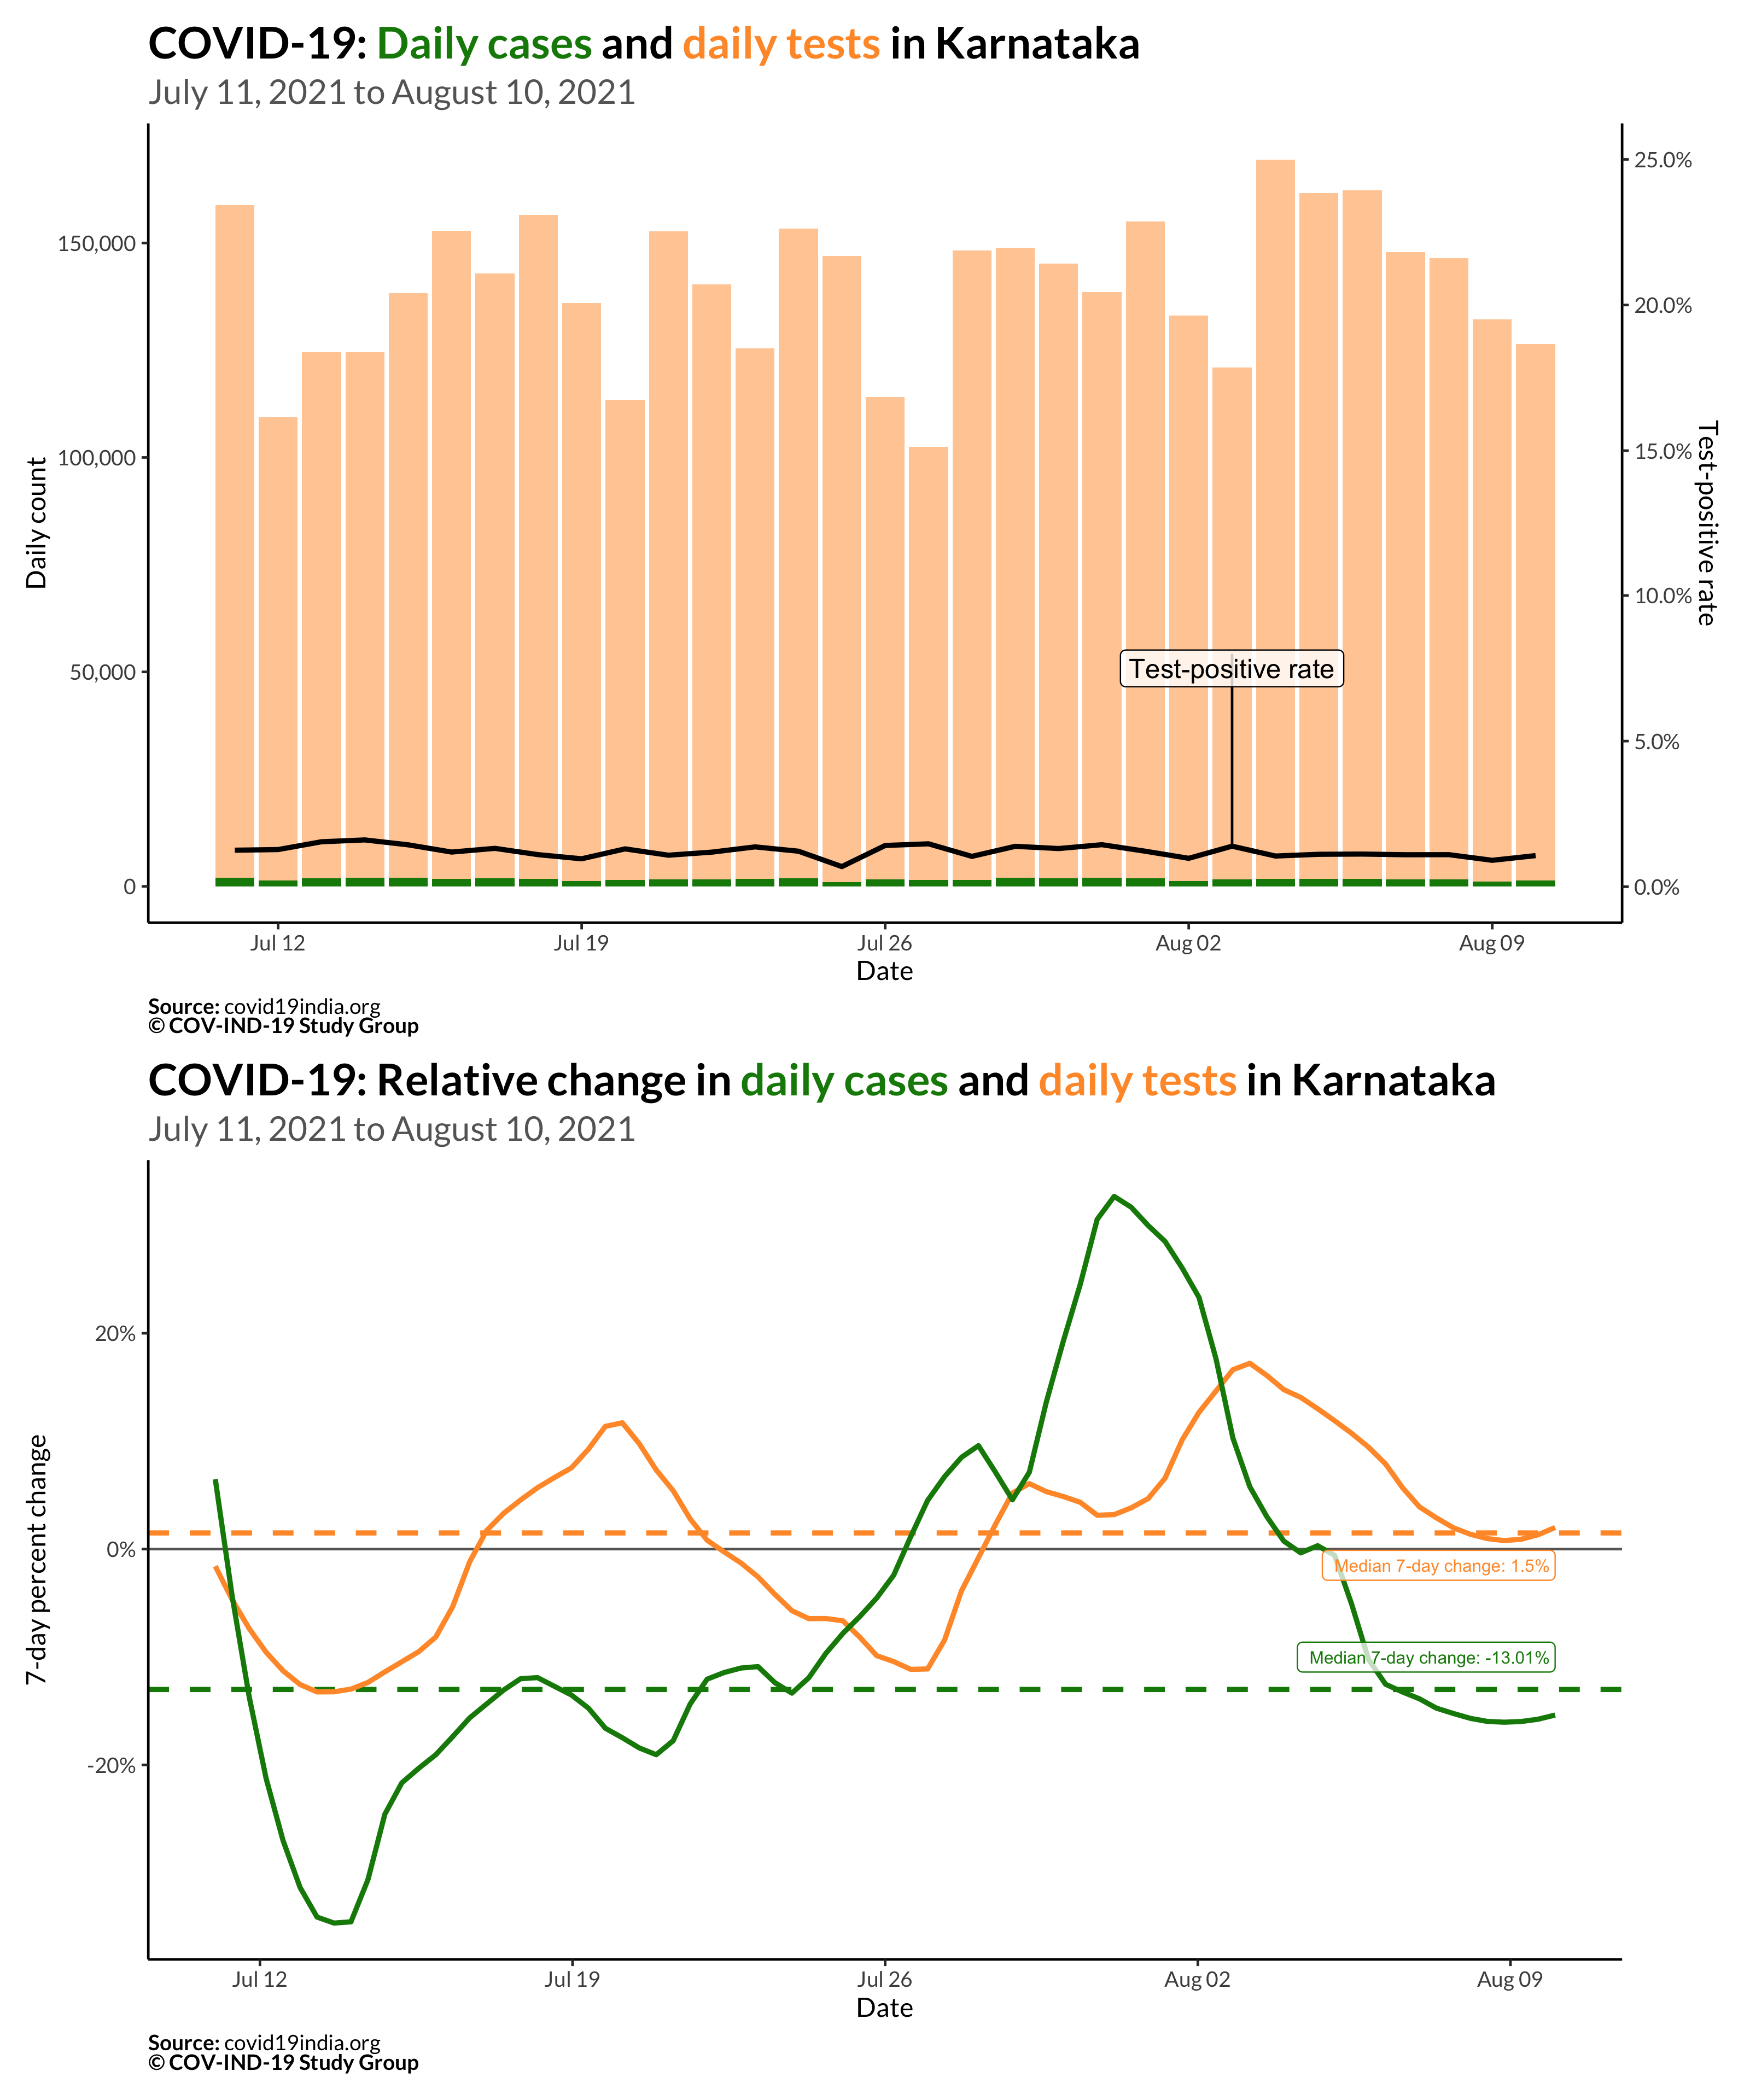 COVID-19: Daily cases and daily tests in Karnataka
July 11, 2021 to August 10, 2021
150,000
100,000
50,000
0
Daily count
25.0%
20.0%
15.0%
10.0%
5.0%
0.0%
Test-positive rate
Test-positive rate
Jul 12
Jul 19
Jul 26
Aug 02
Aug 09
Date
Source: covid19india.org
© COV-IND-19 Study Group
COVID-19: Relative change in daily cases and daily tests in Karnataka
July 11, 2021 to August 10, 2021
20%
0%
-20%
7-day percent change
Median 7-day change: 1.5%
Median 7-day change: -13.01%
Jul 12
Jul 19
Jul 26
Aug 02
Aug 09
Date
Source: covid19india.org
© COV-IND-19 Study Group